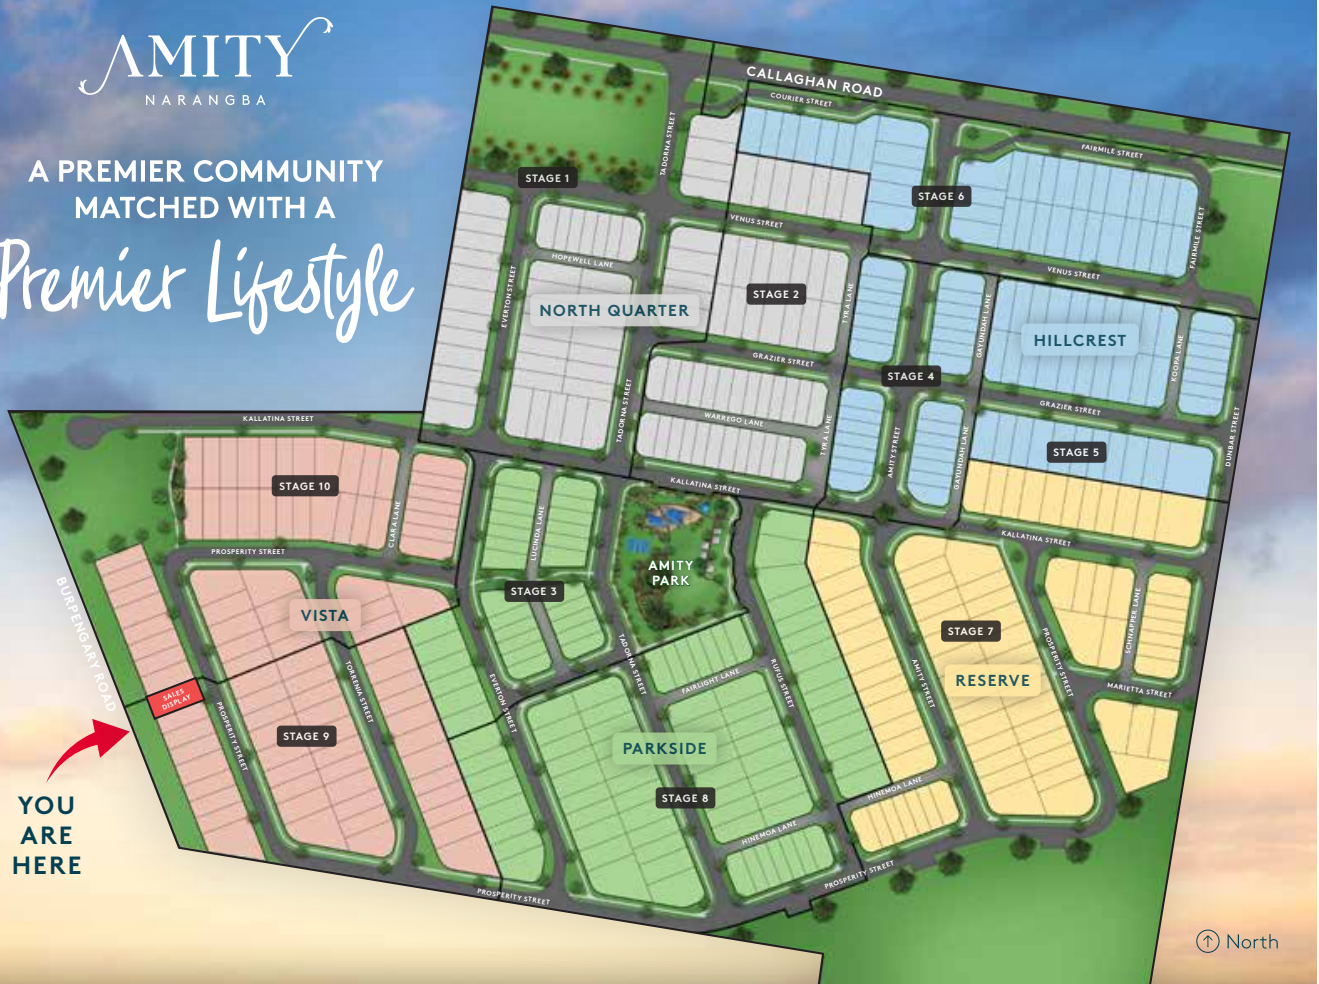 AMITY
NARANGBA
A PREMIER COMMUNITY
MATCHED WITH A
Premier Lifestyle
CALLAGHAN ROAD
COURIER STREET
TADORNA STREET
FAIRMILE STREET
STAGE 1
STAGE 6
VENUS STREET
FAIRMILE STREET
HOPEWELL LANE
VENUS STREET
EVERTON STREET
NORTH QUARTER
STAGE 2
TYRA LANE
GAYUNDAH LANE
HILLCREST
KOOPA LANE
GRAZIER STREET
STAGE 4
TADORNA STREET
WARREGO LANE
TYRA LANE
AMITY STREET
GAYUNDAH LANE
GRAZIER STREET
STAGE 5
DUNBAR STREET
KALLATINA STREET
STAGE 10
CLARA LANE
KALLATINA STREET
LUCINDA LANE
PROSPERITY STREET
AMITY
PARK
KALLATINA STREET
BURPENGARY ROAD
STAGE 3
VISTA
STAGE 7
SCHNAPPER LANE
PROSPERITY STREET
TADORNA STREET
FAIRLIGHT LANE
RUFUS STREET
AMITY STREET
RESERVE
MARIETTA STREET
SALES
DISPLAY
TORENIA STREET
EVERTON STREET
PROSPERITY STREET
STAGE 9
PARKSIDE
STAGE 8
HINEMOA LANE
HINEMOA LANE
YOU
ARE
HERE
PROSPERITY STREET
PROSPERITY STREET
North